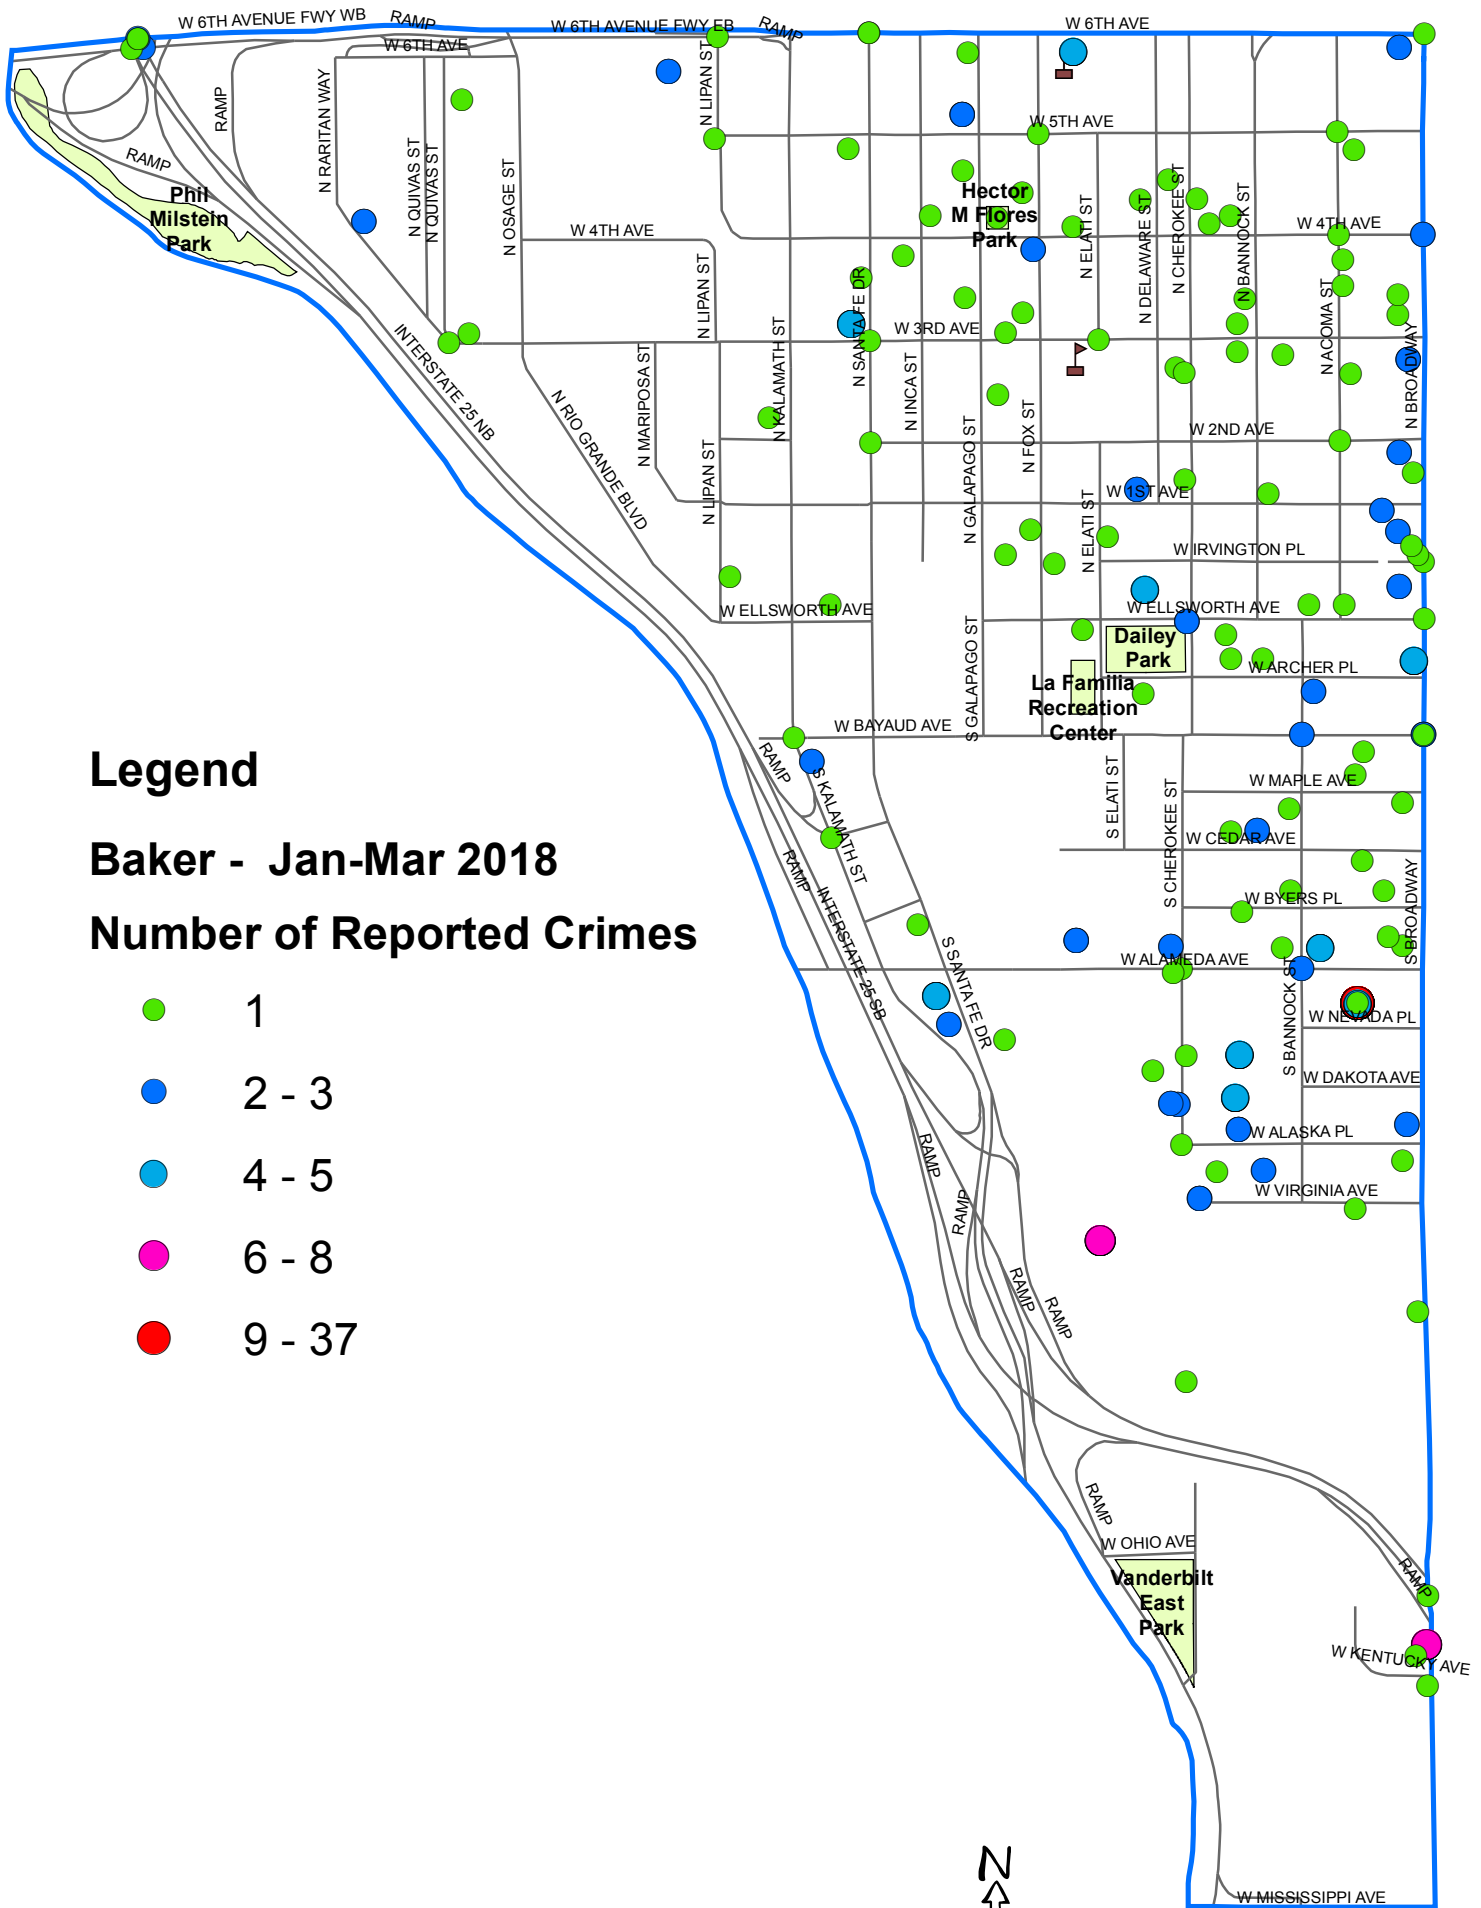 W 6TH AVENUE FWY WB
RAMP
W 6TH AVENUE FWY EB
RAMP
W 6TH AVE
W 6TH AVE
N LIPAN ST
RAMP
N RARITAN WAY
W 5TH AVE
RAMP
N QUIVAS ST
N QUIVAS ST
N OSAGE ST
Phil
Milstein
Park
Hector
M Flores
Park
N ELATI ST
N DELAWARE ST
N CHEROKEE ST
N BANNOCK ST
W 4TH AVE
W 4TH AVE
N LIPAN ST
N SANTA FE DR
N KALAMATH ST
W 3RD AVE
N ACOMA ST
N BROADWAY
INTERSTATE 25 NB
N MARIPOSA ST
N INCA ST
N RIO GRANDE BLVD
N LIPAN ST
N GALAPAGO ST
N FOX ST
W 2ND AVE
W 1ST AVE
N ELATI ST
W IRVINGTON PL
W ELLSWORTH AVE
W ELLSWORTH AVE
Dailey
Park
S GALAPAGO ST
W ARCHER PL
La Familia
Recreation
Center
W BAYAUD AVE
RAMP
S KALAMATH ST
S ELATI ST
S CHEROKEE ST
W MAPLE AVE
W CEDAR AVE
RAMP
INTERSTATE 25 SB
W BYERS PL
S BROADWAY
S SANTA FE DR
W ALAMEDA AVE
S BANNOCK ST
W NEVADA PL
W DAKOTA AVE
W ALASKA PL
RAMP
RAMP
W VIRGINIA AVE
RAMP
RAMP
Legend
Baker - Jan-Mar 2018
Number of Reported Crimes
1
2 - 3
4 - 5
6 - 8
9 - 37
RAMP
W OHIO AVE
RAMP
Vanderbilt
East
Park
W KENTUCKY AVE
N
W MISSISSIPPI AVE